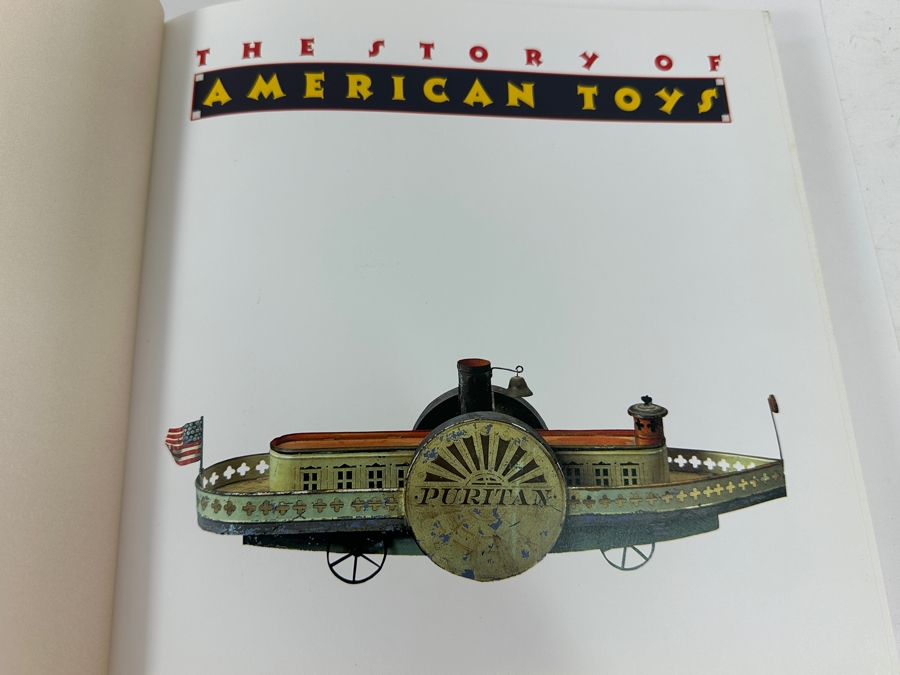 THE STORY OF
AMERICAN TOYS
PURITAN